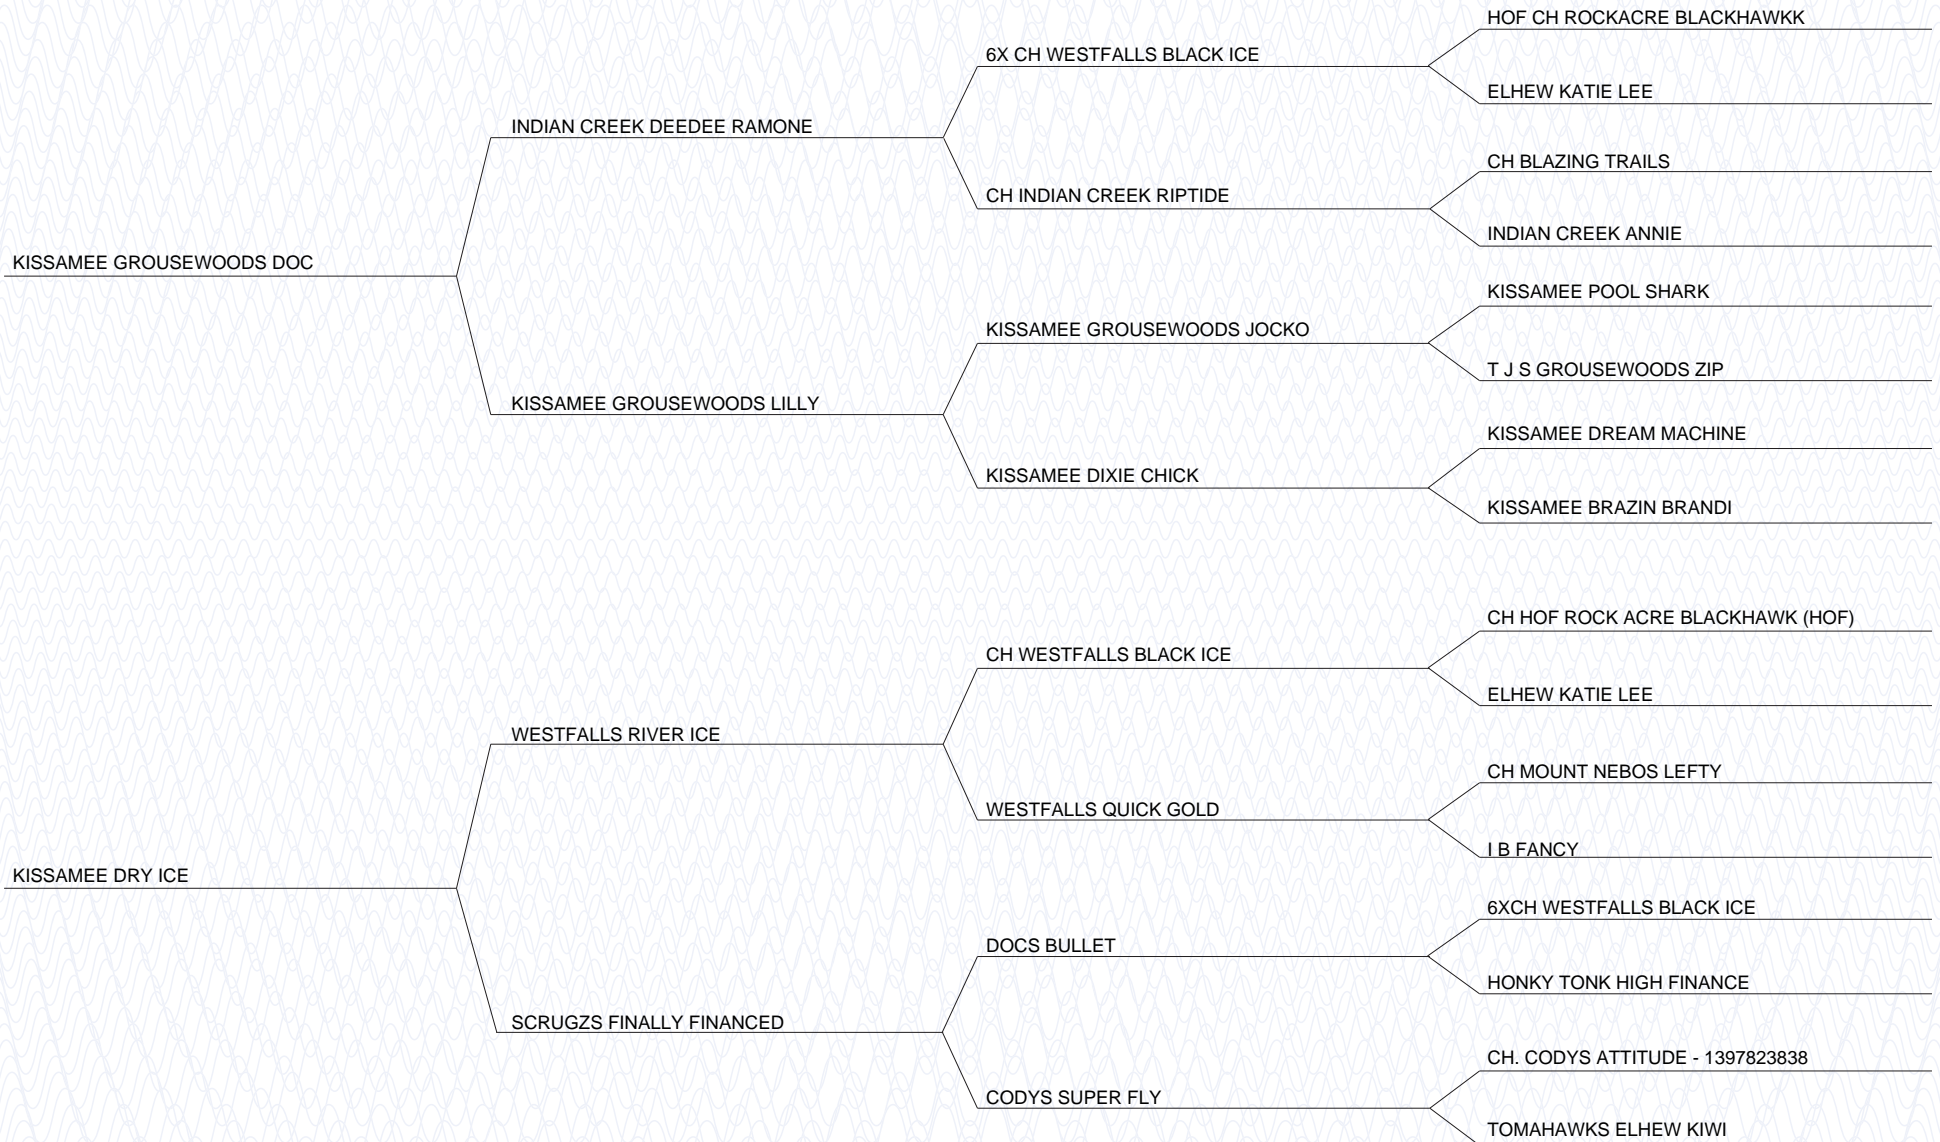 HOF CH ROCKACRE BLACKHAWKK
6X CH WESTFALLS BLACK ICE
ELHEW KATIE LEE
INDIAN CREEK DEEDEE RAMONE
CH BLAZING TRAILS
CH INDIAN CREEK RIPTIDE
INDIAN CREEK ANNIE
KISSAMEE GROUSEWOODS DOC
KISSAMEE POOL SHARK
KISSAMEE GROUSEWOODS JOCKO
T J S GROUSEWOODS ZIP
KISSAMEE GROUSEWOODS LILLY
KISSAMEE DREAM MACHINE
KISSAMEE DIXIE CHICK
KISSAMEE BRAZIN BRANDI
CH HOF ROCK ACRE BLACKHAWK (HOF)
CH WESTFALLS BLACK ICE
ELHEW KATIE LEE
WESTFALLS RIVER ICE
CH MOUNT NEBOS LEFTY
WESTFALLS QUICK GOLD
I B FANCY
KISSAMEE DRY ICE
6XCH WESTFALLS BLACK ICE
DOCS BULLET
HONKY TONK HIGH FINANCE
SCRUGZS FINALLY FINANCED
CH. CODYS ATTITUDE - 1397823838
CODYS SUPER FLY
TOMAHAWKS ELHEW KIWI